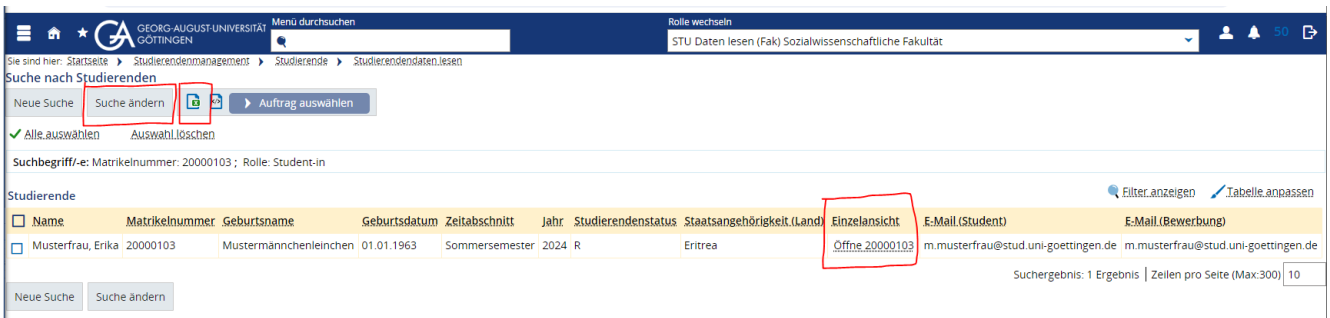 GEORG-AUGUST-UNIVERSITÄT GÖTTINGEN
Menü durchsuchen
Rolle wechseln
STU Daten lesen (Fak) Sozialwissenschaftliche Fakultät
50
Sie sind hier: Startseite Studierendenmanagement Studierende Studierendendaten lesen
Suche nach Studierenden
Neue Suche Suche ändern Auftrag auswählen
Alle auswählen Auswahl löschen
Suchbegriff/-e: Matrikelnummer: 20000103 ; Rolle: Student-in
Studierende Filter anzeigen Tabelle anpassen
Name Matrikelnummer Geburtsname Geburtsdatum Zeitabschnitt Jahr Studierendenstatus Staatsangehörigkeit (Land) Einzelansicht E-Mail (Student) E-Mail (Bewerbung)
Musterfrau, Erika 20000103 Mustermännchenleinchen 01.01.1963 Sommersemester 2024 R Eritrea Öffne 20000103 m.musterfrau@stud.uni-goettingen.de m.musterfrau@stud.uni-goettingen.de
Suchergebnis: 1 Ergebnis | Zeilen pro Seite (Max:300) 10
Neue Suche Suche ändern